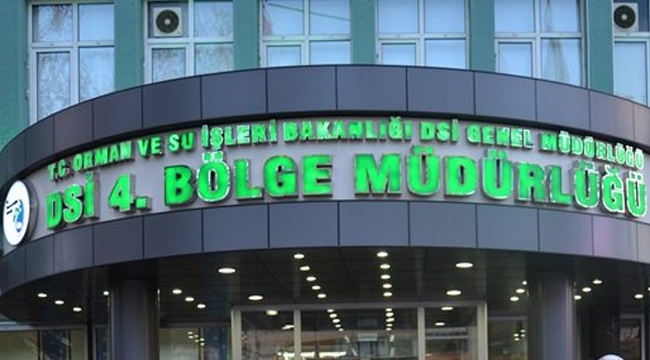 T.C. ORMAN VE SU İŞLERİ BAKANLIĞI DSİ GENEL MÜDÜRLÜĞÜ
DSİ 4. BÖLGE MÜDÜRLÜĞÜ